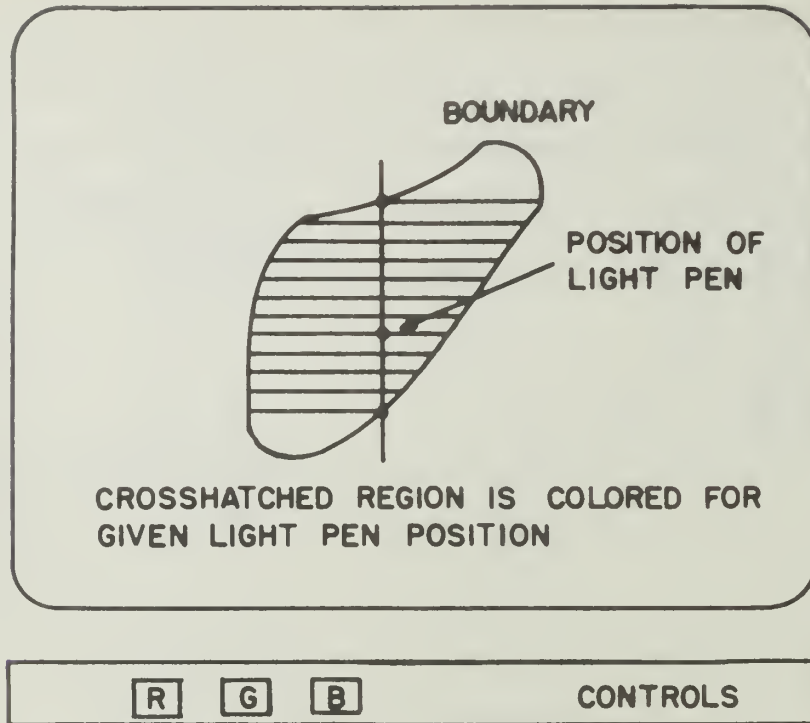 BOUNDARY
POSITION OF
LIGHT PEN
CROSSHATCHED REGION IS COLORED FOR
GIVEN LIGHT PEN POSITION
R G B CONTROLS